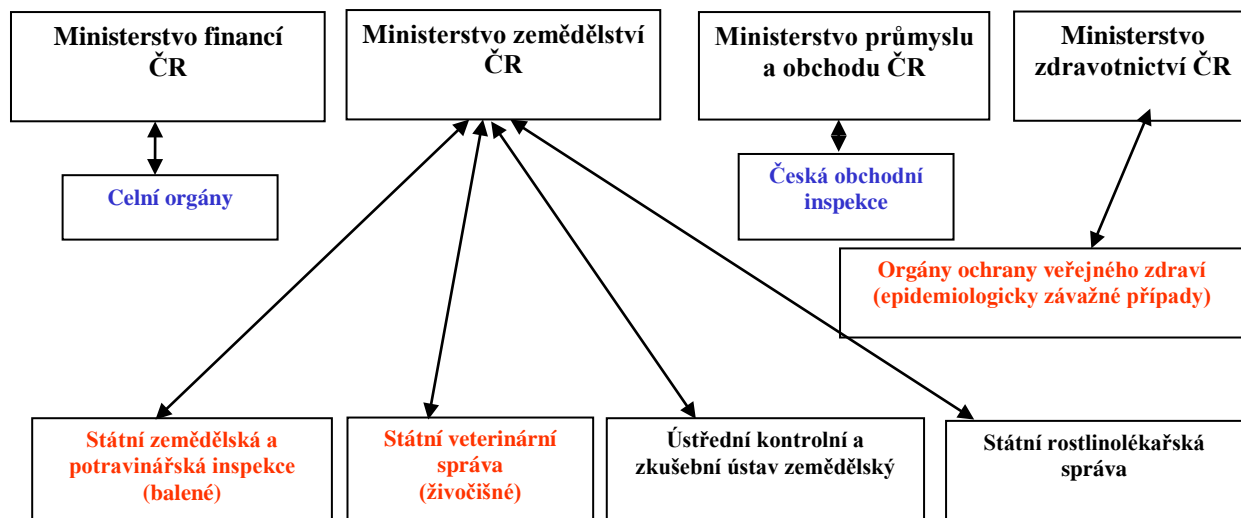 Ministerstvo financí
ČR
Ministerstvo zemědělství
ČR
Ministerstvo průmyslu
a obchodu ČR
Ministerstvo
zdravotnictví ČR
Celní orgány
Česká obchodní
inspekce
Orgány ochrany veřejného zdraví
(epidemiologicky závažné případy)
Státní zemědělská a
potravinářská inspekce
(balené)
Státní veterinární
správa
(živočišné)
Ústřední kontrolní a
zkušební ústav zemědělský
Státní rostlinolékařská
správa